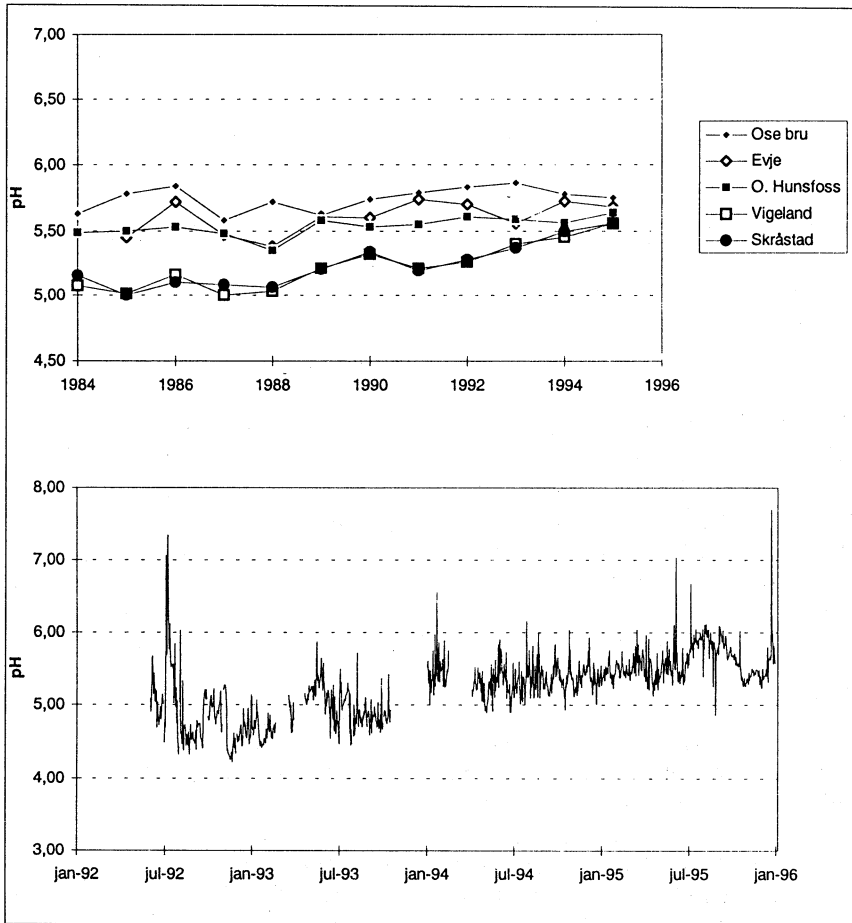 7,00
6,50
6,00
5,50
5,00
4,50
pH
1984
1986
1988
1990
1992
1994
1996
Ose bru
Evje
O. Hunsfoss
Vigeland
Skråstad
8,00
7,00
6,00
5,00
4,00
3,00
pH
jan-92
jul-92
jan-93
jul-93
jan-94
jul-94
jan-95
jul-95
jan-96